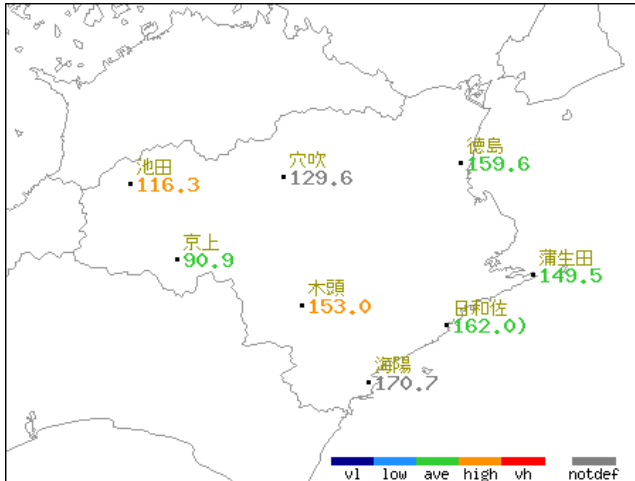 徳島
159.6
穴吹
129.6
池田
116.3
京上
90.9
蒲生田
149.5
木頭
153.0
日和佐
162.0)
海陽
170.7
vl low ave high vh notdef